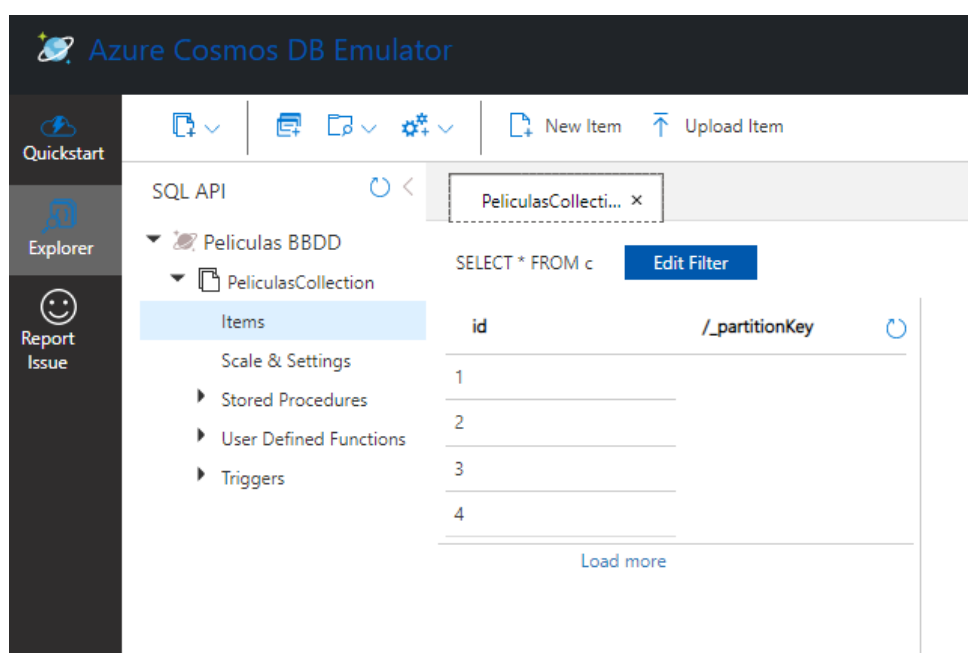 Azure Cosmos DB Emulator
Quickstart
Explorer
Report
Issue
New Item
Upload Item
SQL API
Peliculas BBDD
PeliculasCollection
Items
Scale & Settings
Stored Procedures
User Defined Functions
Triggers
PeliculasCollecti...
SELECT * FROM c
Edit Filter
id /_partitionKey
1
2
3
4
Load more